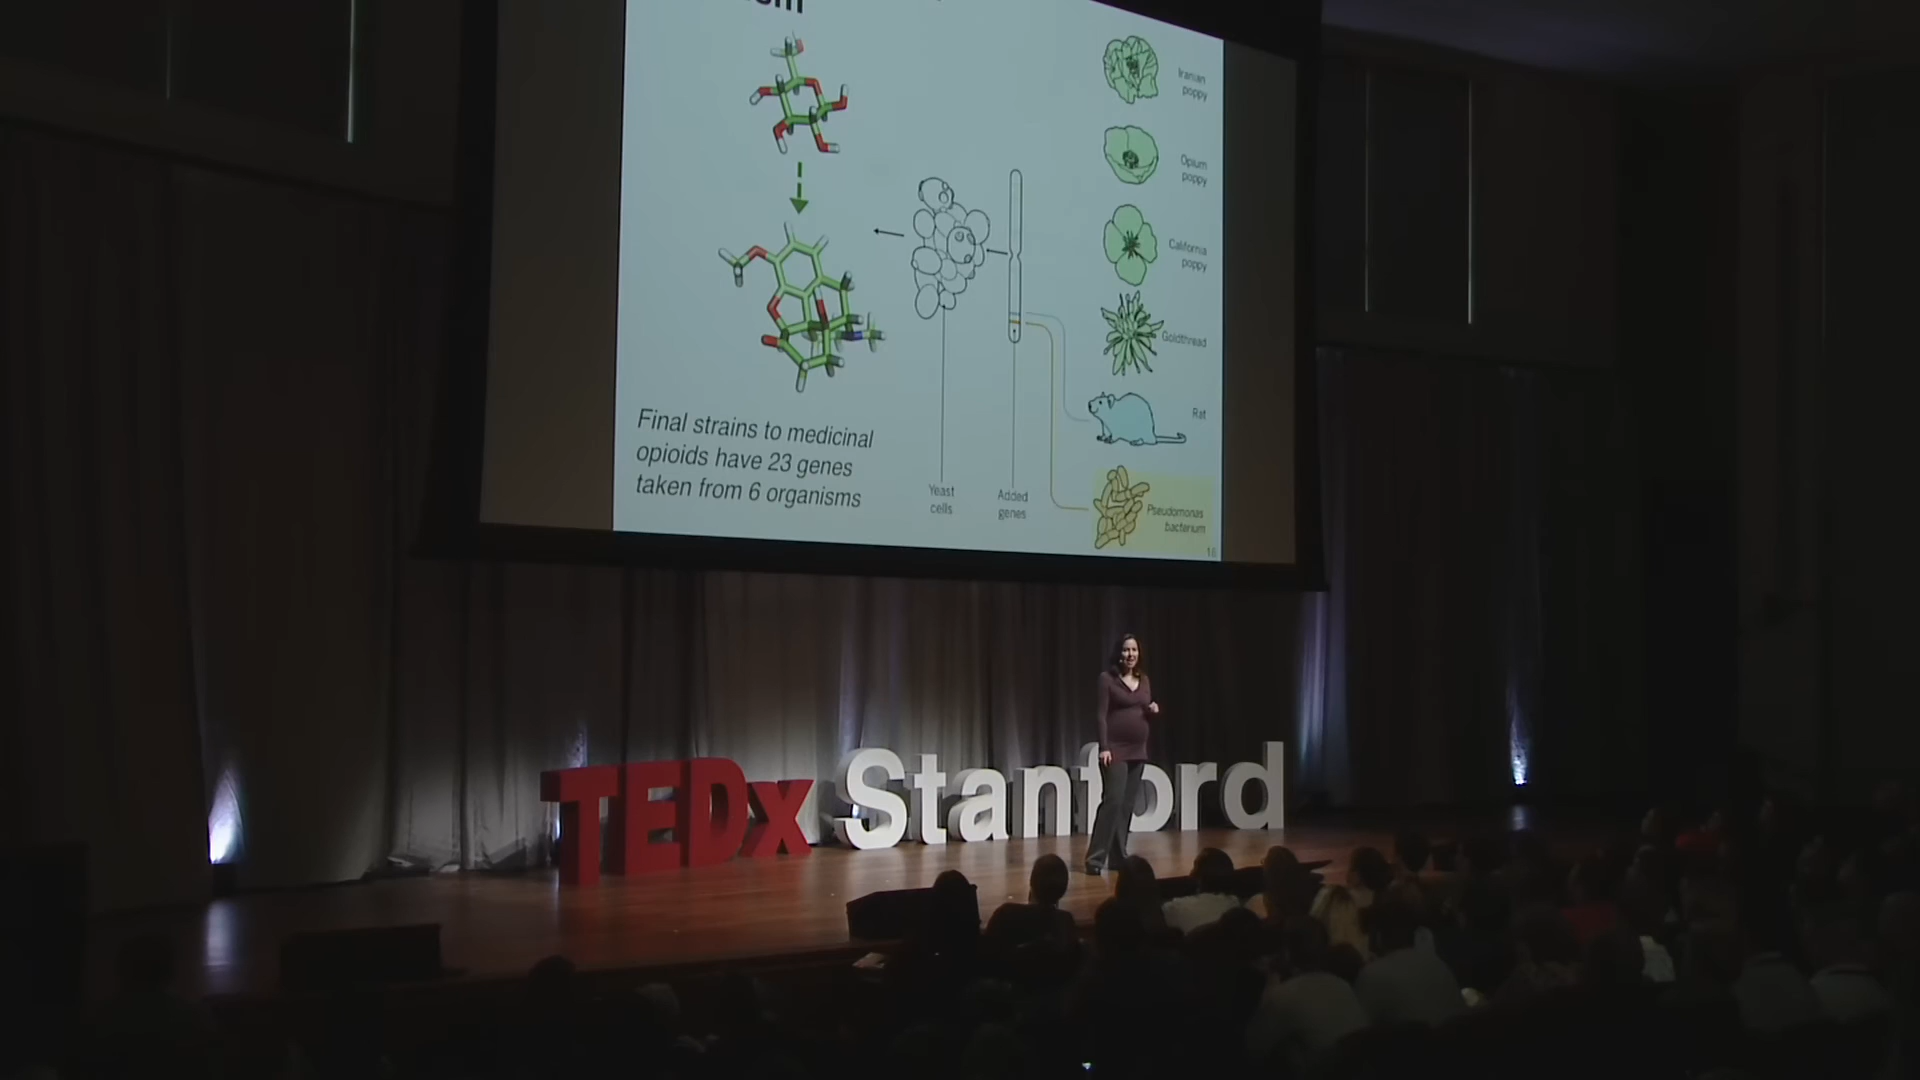 Iranian
poppy
Opium
poppy
California
poppy
Goldthread
Rat
Final strains to medicinal
opioids have 23 genes
taken from 6 organisms
Yeast
cells
Added
genes
Pseudomonas
bacterium
16
TEDx Stanford